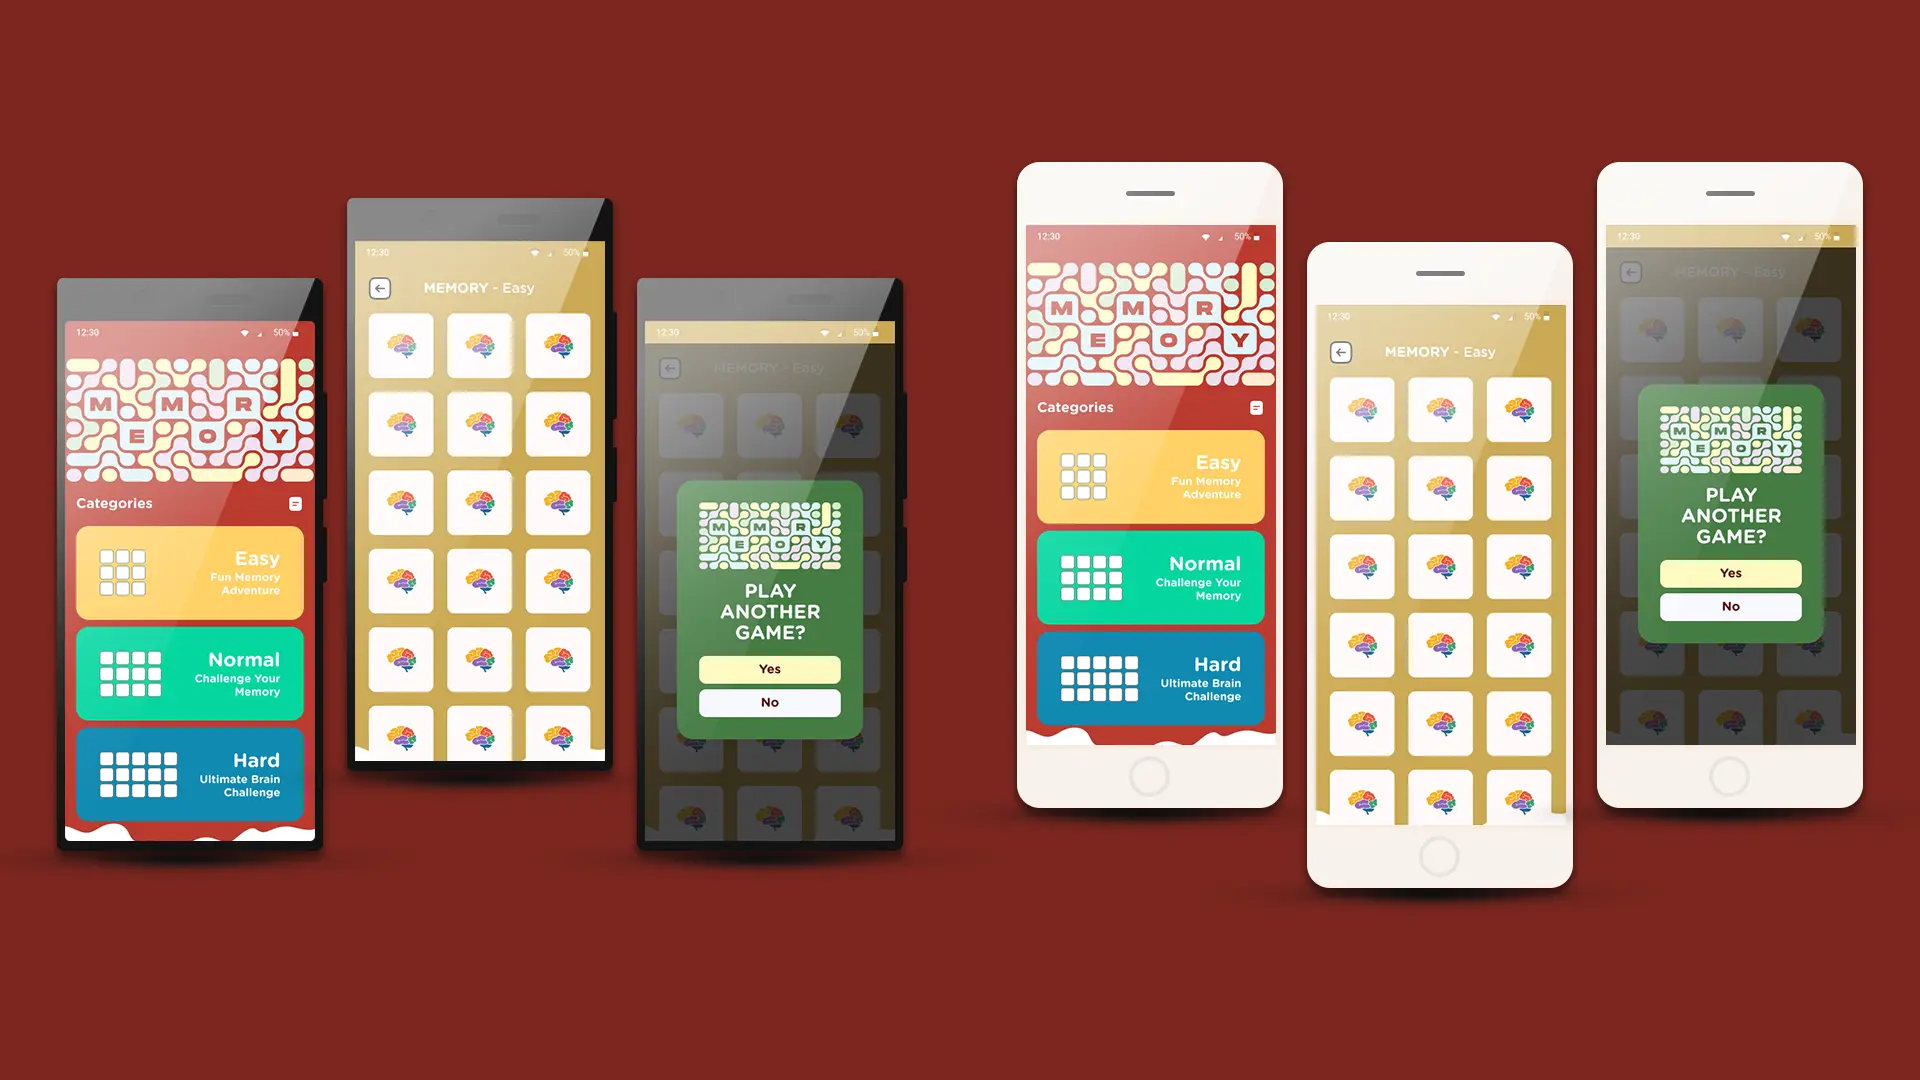 12:30
50%
M M R
E O Y
Categories
Easy
Fun Memory
Adventure
Normal
Challenge Your
Memory
Hard
Ultimate Brain
Challenge
12:30
50%
MEMORY - Easy
12:30
50%
MEMORY - Easy
M M R
E O Y
PLAY
ANOTHER
GAME?
Yes
No
12:30
50%
M M R
E O Y
Categories
Easy
Fun Memory
Adventure
Normal
Challenge Your
Memory
Hard
Ultimate Brain
Challenge
12:30
50%
MEMORY - Easy
12:30
50%
MEMORY - Easy
M M R
E O Y
PLAY
ANOTHER
GAME?
Yes
No